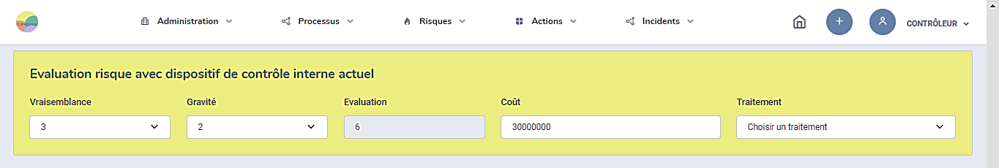 Cohérence
Administration Processus Risques Actions Incidents CONTRÔLEUR
Evaluation risque avec dispositif de contrôle interne actuel
Vraisemblance Gravité Evaluation Coût Traitement
3 2 6 30000000 Choisir un traitement